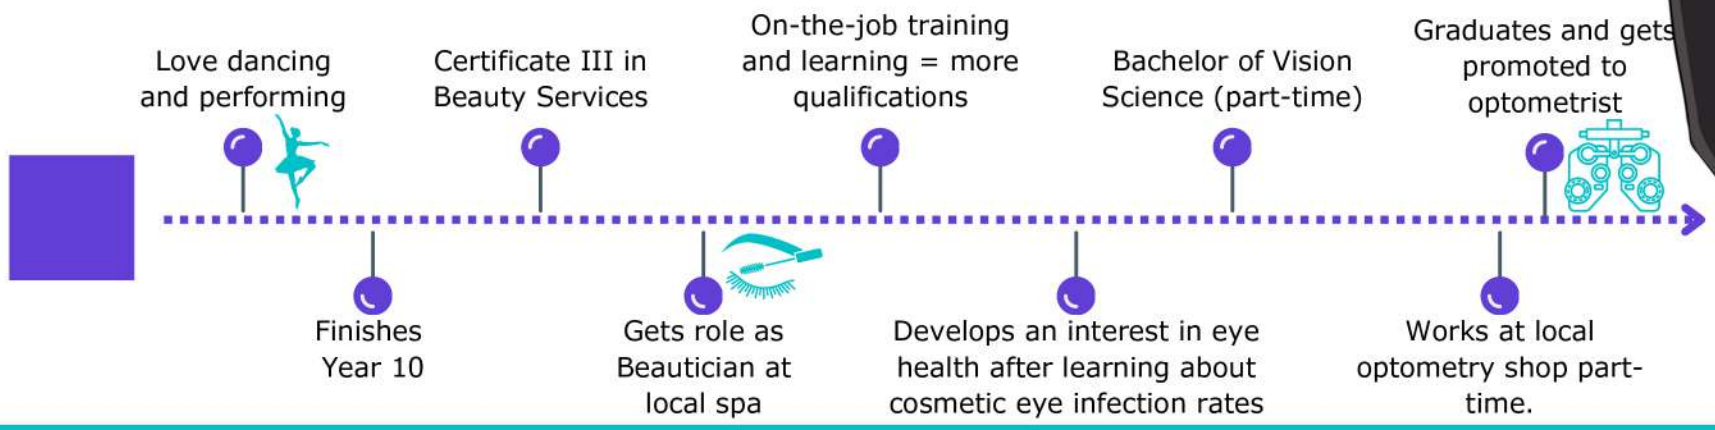 Love dancing
and performing
Finishes
Year 10
Certificate III in
Beauty Services
Gets role as
Beautician at
local spa
On-the-job training
and learning = more
qualifications
Develops an interest in eye
health after learning about
cosmetic eye infection rates
Bachelor of Vision
Science (part-time)
Works at local
optometry shop part-
time.
Graduates and gets
promoted to
optometrist